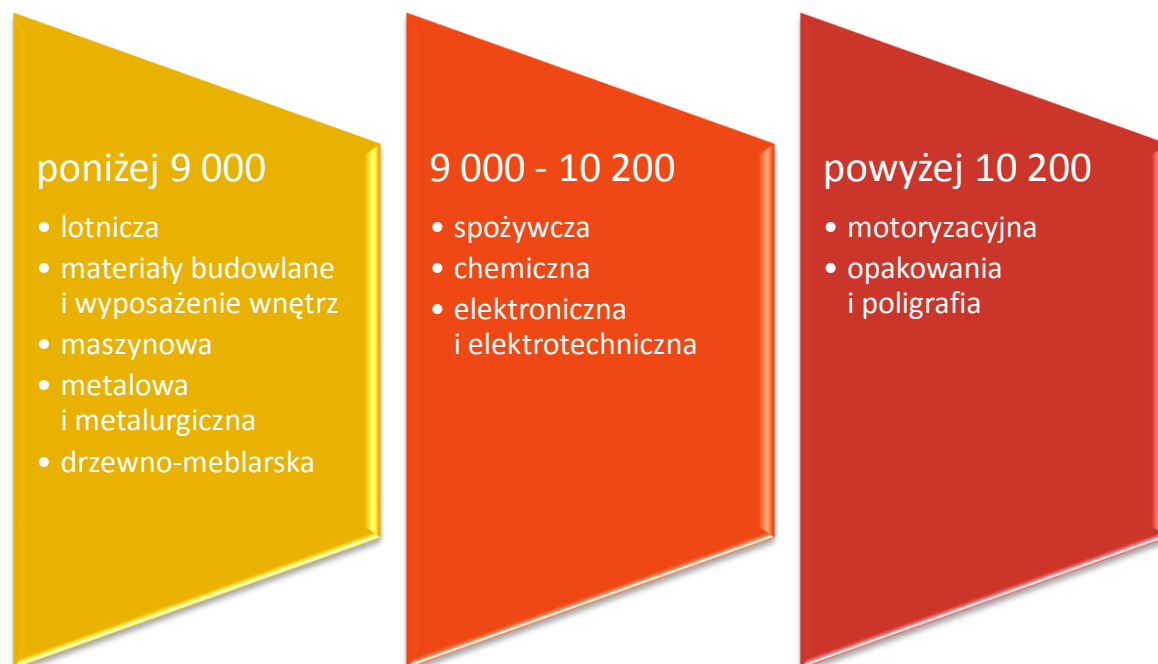 poniżej 9 000
• lotnicza
• materiały budowlane
i wyposażenie wnętrz
• maszynowa
• metalowa
i metalurgiczna
• drzewno-meblarska
9 000 - 10 200
• spożywcza
• chemiczna
• elektroniczna
i elektrotechniczna
powyżej 10 200
• motoryzacyjna
• opakowania
i poligrafia